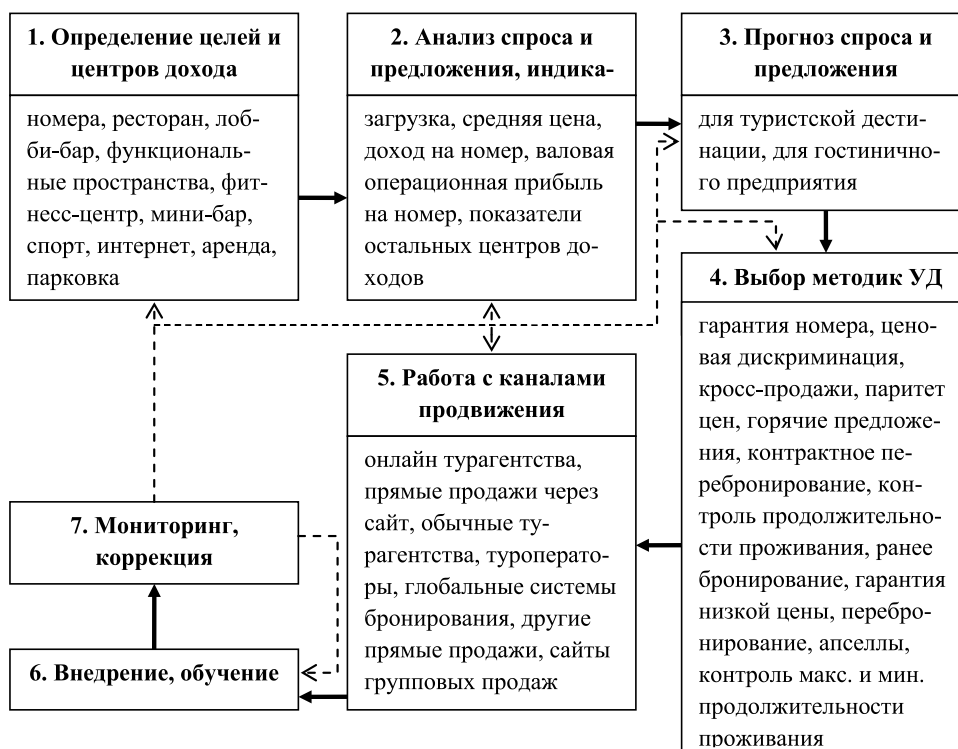 1. Определение целей и
центров дохода
номера, ресторан, лоб-
би-бар, функциональ-
ные пространства, фит-
несс-центр, мини-бар,
спорт, интернет, аренда,
парковка
2. Анализ спроса и
предложения, индика-
загрузка, средняя цена,
доход на номер, валовая
операционная прибыль
на номер, показатели
остальных центров до-
ходов
3. Прогноз спроса и
предложения
для туристской дести-
нации, для гостинично-
го предприятия
4. Выбор методик УД
гарантия номера, цено-
вая дискриминация,
кросс-продажи, паритет
цен, горячие предложе-
ния, контрактное пе-
ребронирование, кон-
троль продолжительно-
сти проживания, ранее
бронирование, гарантия
низкой цены, перебро-
нирование, апселлы,
контроль макс. и мин.
продолжительности
проживания
5. Работа с каналами
продвижения
онлайн турагентства,
прямые продажи через
сайт, обычные ту-
рагентства, туроперато-
ры, глобальные системы
бронирования, другие
прямые продажи, сайты
групповых продаж
6. Внедрение, обучение
7. Мониторинг,
коррекция